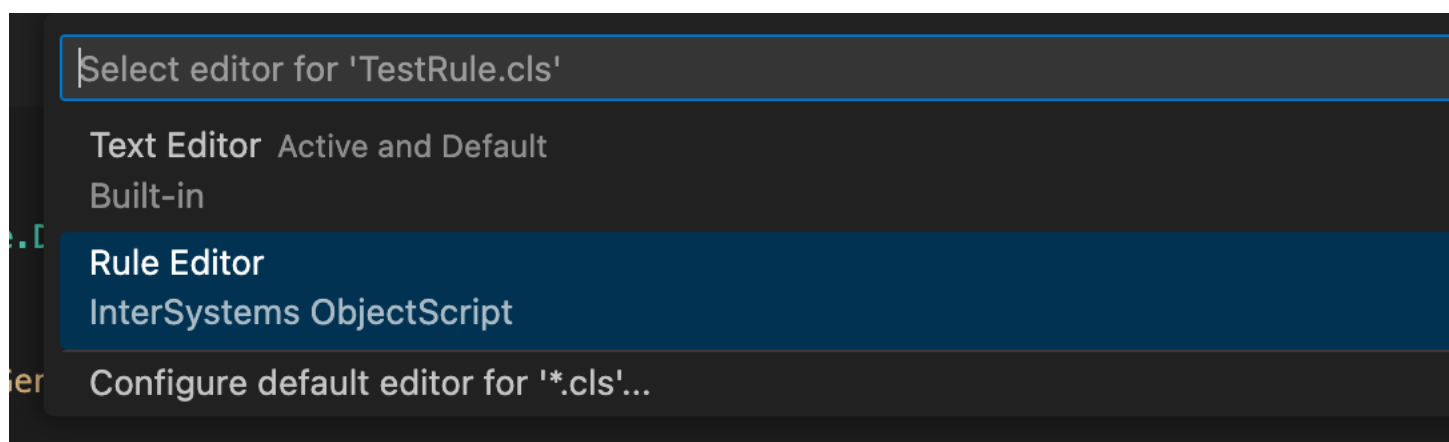 Select editor for 'TestRule.cls'
Text Editor Active and Default
Built-in
Rule Editor
InterSystems ObjectScript
Configure default editor for '*.cls'...